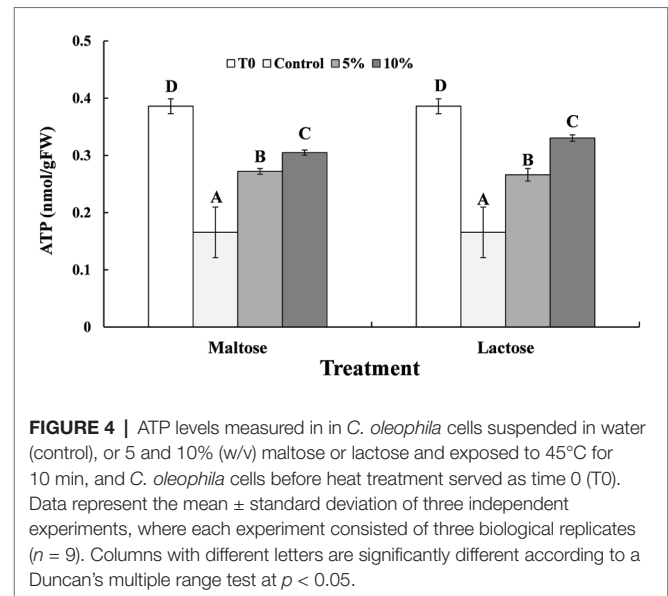 0.5
0.4
0.3
0.2
0.1
0
ATP (nmol/gFW)
T0 Control 5% 10%
D
A
B
C
D
A
B
C
Maltose Lactose
Treatment
FIGURE 4 | ATP levels measured in in C. oleophila cells suspended in water
(control), or 5 and 10% (w/v) maltose or lactose and exposed to 45°C for
10 min, and C. oleophila cells before heat treatment served as time 0 (T0).
Data represent the mean ± standard deviation of three independent
experiments, where each experiment consisted of three biological replicates
(n = 9). Columns with different letters are significantly different according to a
Duncan's multiple range test at p < 0.05.